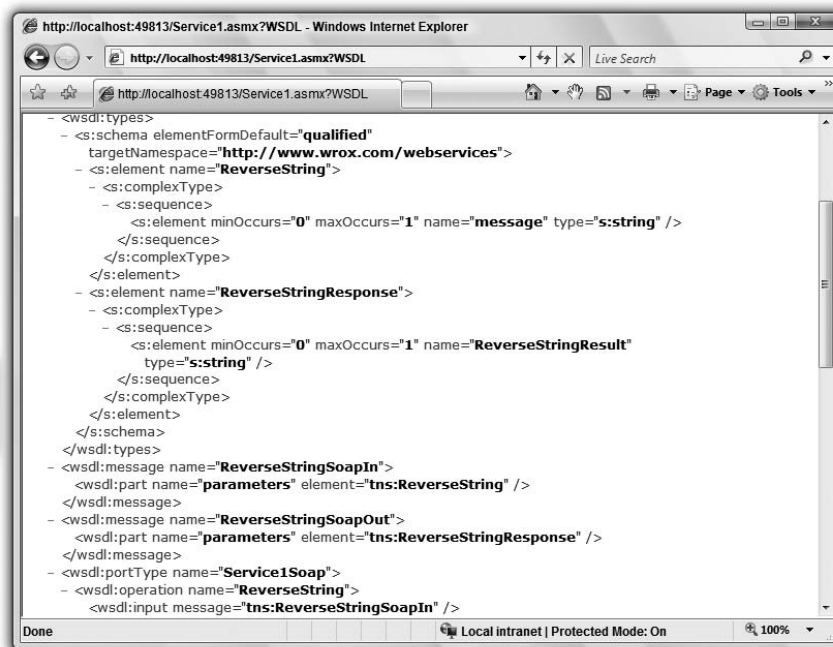 http://localhost:49813/Service1.asmx?WSDL - Windows Internet Explorer
http://localhost:49813/Service1.asmx?WSDL
Live Search
http://localhost:49813/Service1.asmx?WSDL
Page
Tools
»
- <wsdl:types>
- <s:schema elementFormDefault="qualified"
targetNamespace="http://www.wrox.com/webservices">
- <s:element name="ReverseString">
- <s:complexType>
- <s:sequence>
<s:element minOccurs="0" maxOccurs="1" name="message" type="s:string" />
</s:sequence>
</s:complexType>
</s:element>
- <s:element name="ReverseStringResponse">
- <s:complexType>
- <s:sequence>
<s:element minOccurs="0" maxOccurs="1" name="ReverseStringResult"
type="s:string" />
</s:sequence>
</s:complexType>
</s:element>
</s:schema>
</wsdl:types>
- <wsdl:message name="ReverseStringSoapIn">
<wsdl:part name="parameters" element="tns:ReverseString" />
</wsdl:message>
- <wsdl:message name="ReverseStringSoapOut">
<wsdl:part name="parameters" element="tns:ReverseStringResponse" />
</wsdl:message>
- <wsdl:portType name="Service1Soap">
- <wsdl:operation name="ReverseString">
<wsdl:input message="tns:ReverseStringSoapIn" />
Done
Local intranet | Protected Mode: On
100%